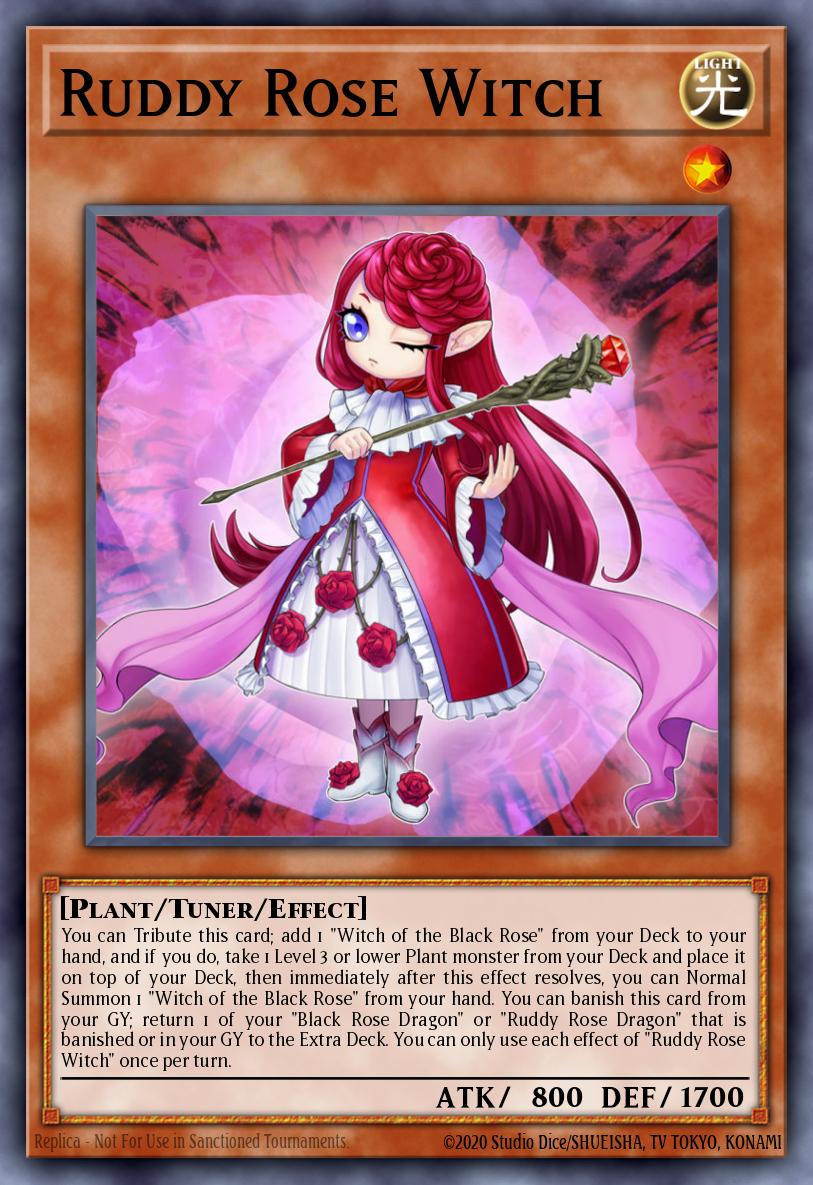 Ruddy Rose Witch
LIGHT
光
[Plant/Tuner/Effect]
You can Tribute this card; add 1 "Witch of the Black Rose" from your Deck to your
hand, and if you do, take 1 Level 3 or lower Plant monster from your Deck and place it
on top of your Deck, then immediately after this effect resolves, you can Normal
Summon 1 "Witch of the Black Rose" from your hand. You can banish this card from
your GY; return 1 of your "Black Rose Dragon" or "Ruddy Rose Dragon" that is
banished or in your GY to the Extra Deck. You can only use each effect of "Ruddy Rose
Witch" once per turn.
ATK/ 800 DEF/ 1700
Replica - Not For Use in Sanctioned Tournaments.
©2020 Studio Dice/SHUEISHA, TV TOKYO, KONAMI